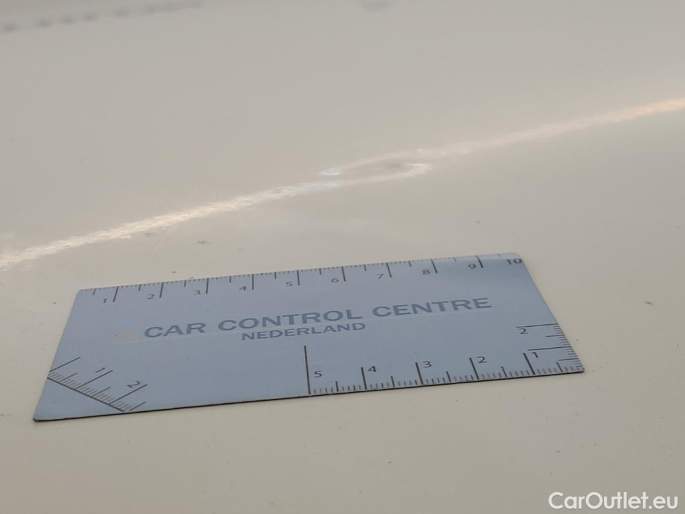 1 2 3 4 5 6 7 8 9 10
CAR CONTROL CENTRE
NEDERLAND
2
1 2
5 4 3 2 1
CarOutlet.eu